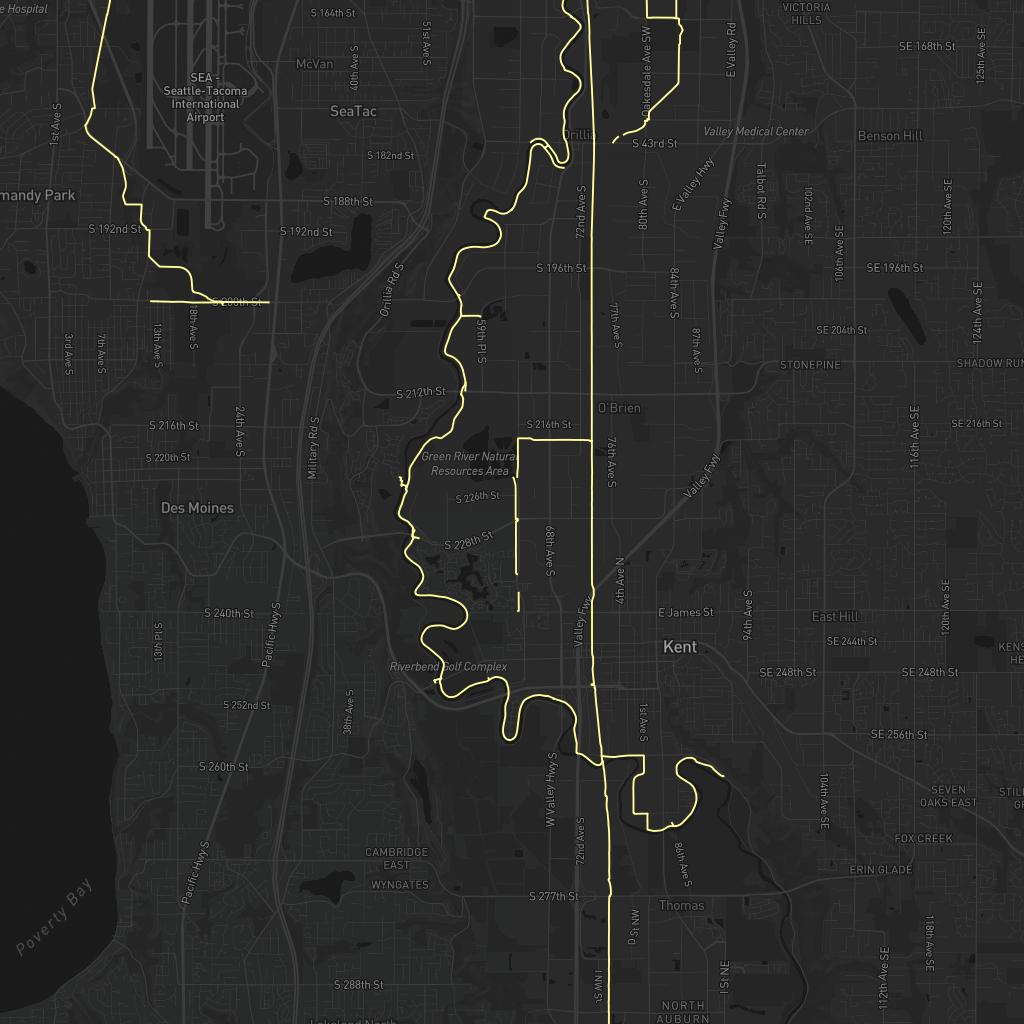 Hospital
S 164th St
51st Ave S
Oakesdale Ave SW
E Valley Rd
VICTORIA
HILLS
SE 168th St
125th Ave SE
40th Ave S
McVan
SEA -
Seattle-Tacoma
International
Airport
1st Ave S
SeaTac
Orillia
S 43rd St
Valley Medical Center
Benson Hill
S 182nd St
E Valley Hwy
Talbot Rd S
mandy Park
S 188th St
72nd Ave S
80th Ave S
102nd Ave SE
120th Ave SE
S 192nd St
S 192nd St
Valley Fwy
106th Ave SE
S 196th St
SE 196th St
Orillia Rd S
84th Ave S
S 200th St
124th Ave SE
3rd Ave S
7th Ave S
13th Ave S
18th Ave S
59th Pl S
77th Ave S
87th Ave S
SE 204th St
STONEPINE
SHADOW RUN
S 212th St
O'Brien
S 216th St
24th Ave S
Military Rd S
S 216th St
116th Ave SE
SE 216th St
S 220th St
Green River Natural
Resources Area
76th Ave S
Valley Fwy
S 226th St
Des Moines
S 228th St
68th Ave S
4th Ave N
S 240th St
Pacific Hwy S
Valley Fwy
E James St
94th Ave S
East Hill
120th Ave SE
13th Pl S
Kent
SE 244th St
KENS
HE
Riverbend Golf Complex
SE 248th St
SE 248th St
S 252nd St
38th Ave S
1st Ave S
SE 256th St
S 260th St
W Valley Hwy S
104th Ave SE
SEVEN
OAKS EAST
STIL
GR
72nd Ave S
FOX CREEK
CAMBRIDGE
EAST
WYNGATES
Pacific Hwy S
86th Ave S
ERIN GLADE
S 277th St
Thomas
Poverty Bay
D St NW
118th Ave SE
S 288th St
I NW St
I St NE
112th Ave SE
NORTH
AUBURN
Lakeland North